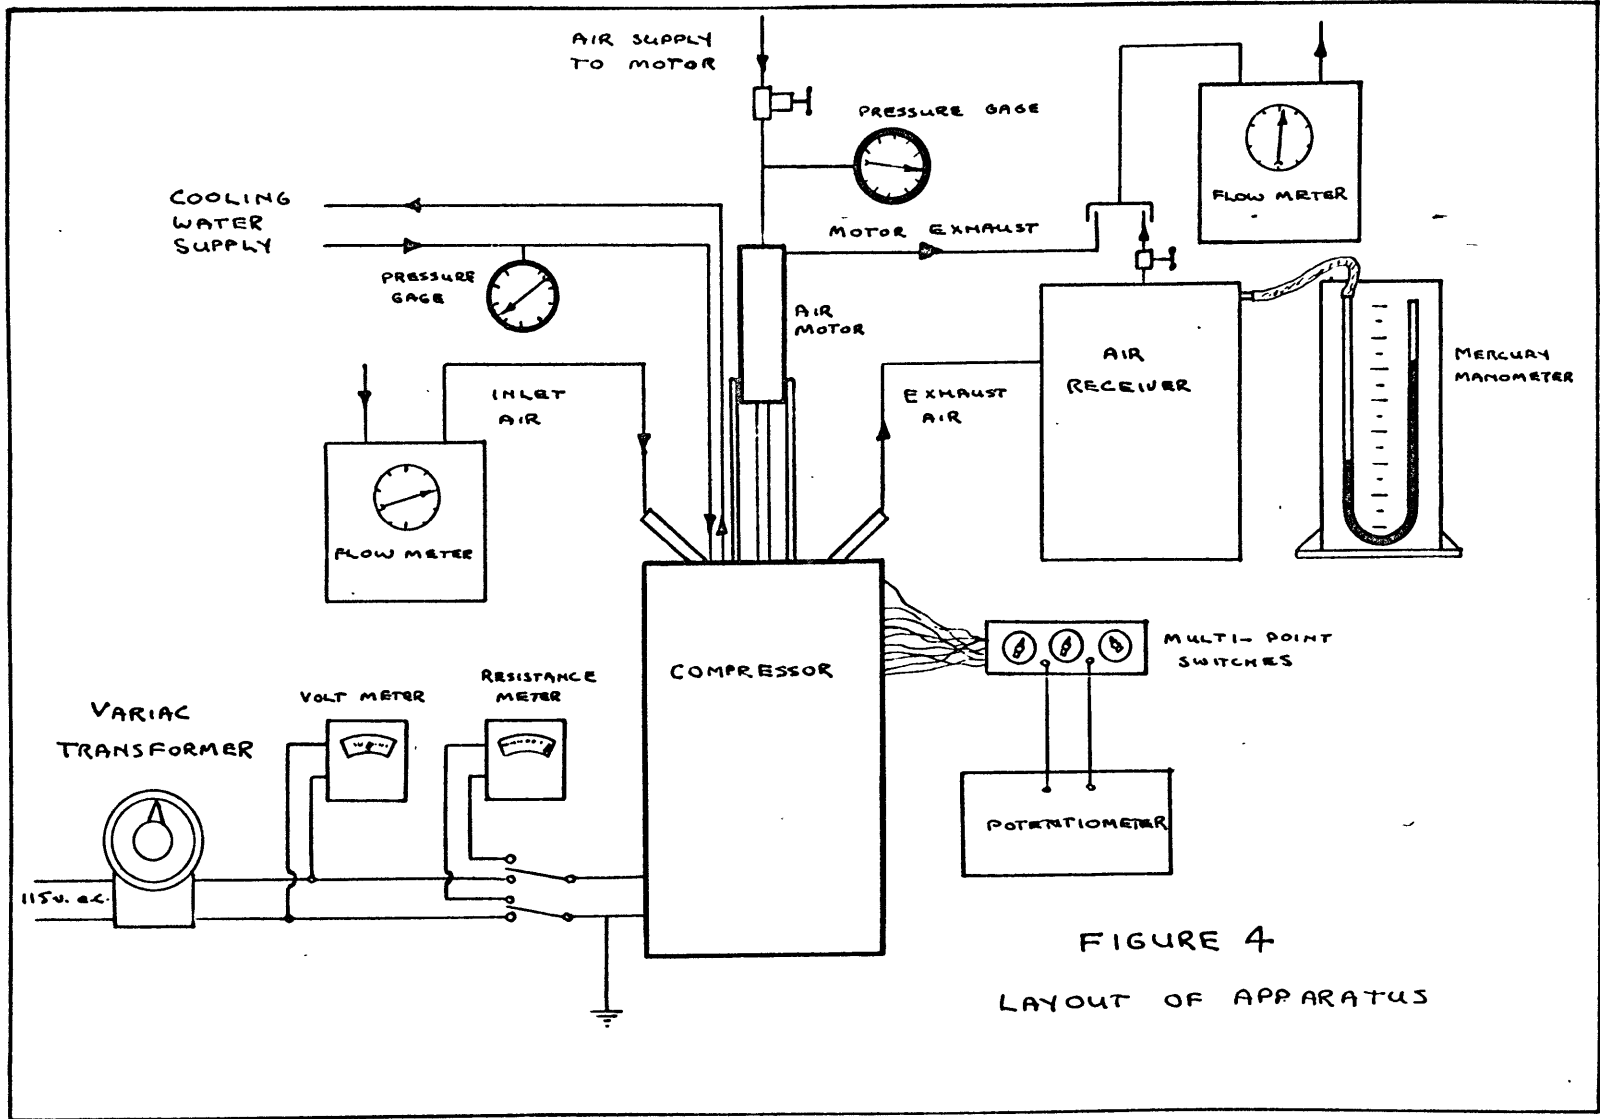 AIR SUPPLY
TO MOTOR
PRESSURE GAGE
FLOW METER
COOLING
WATER
SUPPLY
MOTOR EXHAUST
PRESSURE
GAGE
AIR
MOTOR
AIR
RECEIVER
MERCURY
MANOMETER
INLET
AIR
EXHAUST
AIR
FLOW METER
COMPRESSOR
MULTI-POINT
SWITCHES
RESISTANCE
METER
VOLT METER
VARIAC
TRANSFORMER
POTENTIOMETER
115v. a.c.
FIGURE 4
LAYOUT OF APPARATUS